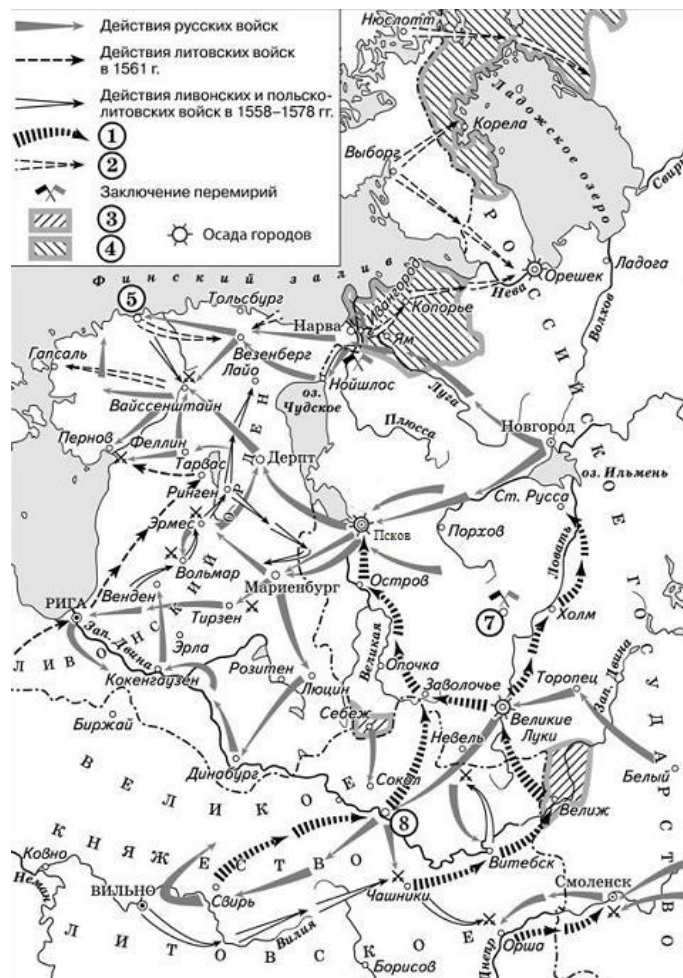 Действия русских войск
Действия литовских войск
в 1561 г.
Действия ливонских и польско-
литовских войск в 1558–1578 гг.
1
2
Заключение перемирий
3
4
Осада городов
Нюслотт
Ладожское озеро
Корела
Выборг
Свирь
Орешек
Ладога
Нева
Волхов
Финский залив
5
Тольсбург
Нарва
Ивангород
Копорье
Ям
Гапсаль
Везенберг
Лайо
Нойшлос
оз.
Чудское
Луга
Вайссенштайн
Плюсса
Новгород
Пернов
Феллин
Дерпт
оз. Ильмень
Тарвас
Ринген
Ст. Русса
Псков
Порхов
Эрмес
Ловать
Вольмар
Остров
Мариенбург
РИГА
Венден
7
Холм
Тирзен
Зап. Двина
Эрла
Великая
ЛИВОНСКИЙ ОРДЕН
Опочка
Розитен
Кокенгаузен
Люцин
Заволочье
Торопец
Зап. Двина
Себеж
Великие
Луки
Биржай
Невель
Динабург
Сокол
Белый
Велиж
8
РОССИЙСКОЕ ГОСУДАРСТВО
ВЕЛИКОЕ
КНЯЖЕСТВО
Ковно
Витебск
Неман
Свирь
Чашники
Смоленск
ВИЛЬНО
Вилия
Орша
ЛИТОВСКОЕ
Днепр
Борисов